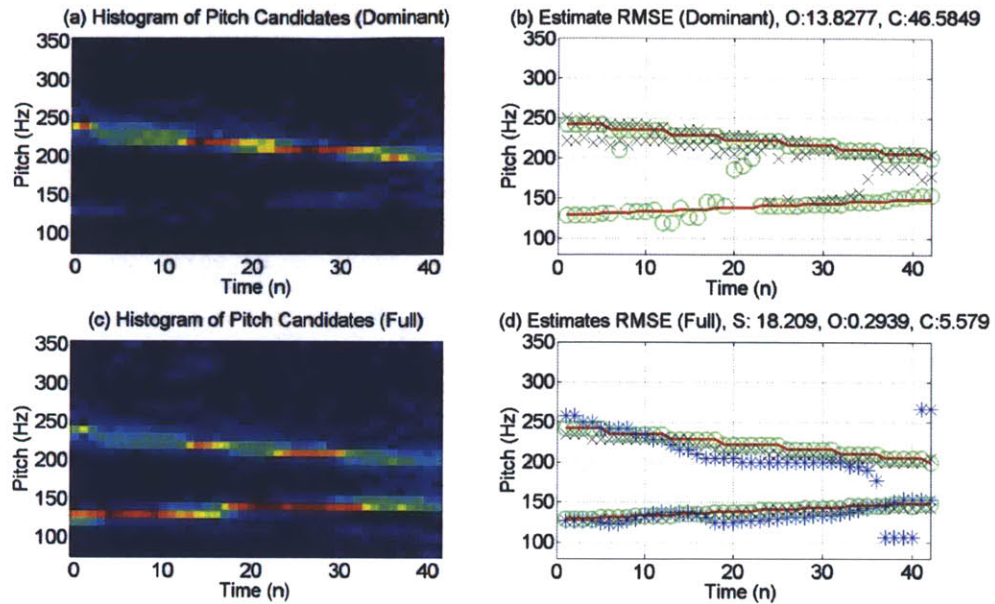 (a) Histogram of Pitch Candidates (Dominant)
350
300
250
200
150
100
Pitch (Hz)
0 10 20 30 40
Time (n)
(b) Estimate RMSE (Dominant), O:13.8277, C:46.5849
350
300
250
200
150
100
Pitch (Hz)
0 10 20 30 40
Time (n)
(c) Histogram of Pitch Candidates (Full)
350
300
250
200
150
100
Pitch (Hz)
0 10 20 30 40
Time (n)
(d) Estimates RMSE (Full), S: 18.209, O:0.2939, C:5.579
350
300
250
200
150
100
Pitch (Hz)
0 10 20 30 40
Time (n)